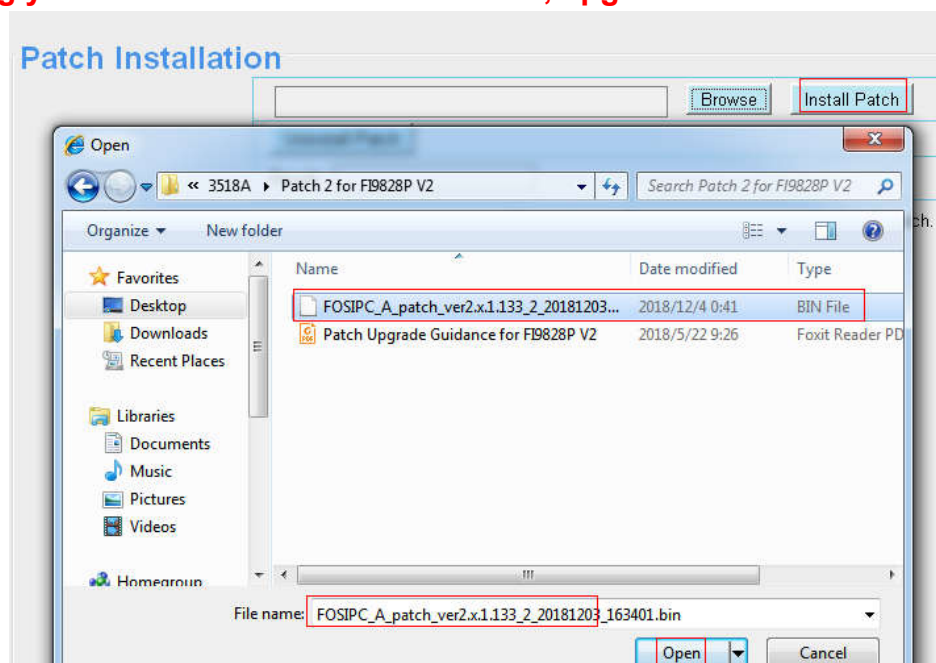 Patch Installation
Browse
Install Patch
Open
« 3518A ▸ Patch 2 for FI9828P V2
Search Patch 2 for FI9828P V2
Organize
New folder
ch.
Favorites
Desktop
Downloads
Recent Places
Libraries
Documents
Music
Pictures
Videos
Homegroup
Name Date modified Type
FOSIPC_A_patch_ver2.x.1.133_2_20181203... 2018/12/4 0:41 BIN File
Patch Upgrade Guidance for FI9828P V2 2018/5/22 9:26 Foxit Reader PD
File name: FOSIPC_A_patch_ver2.x.1.133_2_20181203_163401.bin
Open
Cancel